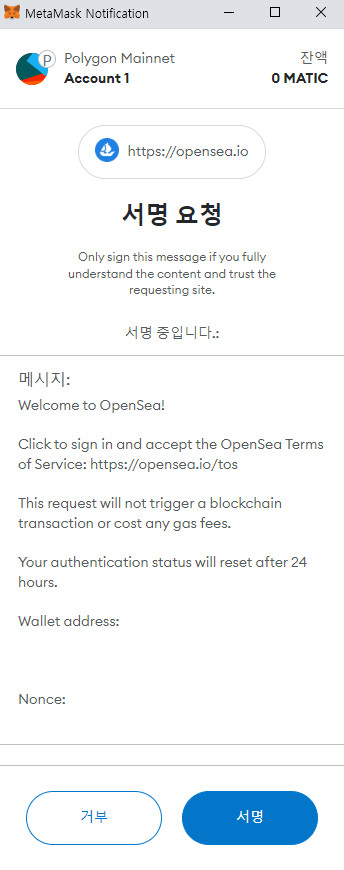 MetaMask Notification
P
Polygon Mainnet
잔액
Account 1
0 MATIC
https://opensea.io
서명 요청
Only sign this message if you fully
understand the content and trust the
requesting site.
서명 중입니다.:
메시지:
Welcome to OpenSea!
Click to sign in and accept the OpenSea Terms
of Service: https://opensea.io/tos
This request will not trigger a blockchain
transaction or cost any gas fees.
Your authentication status will reset after 24
hours.
Wallet address:
Nonce:
거부
서명